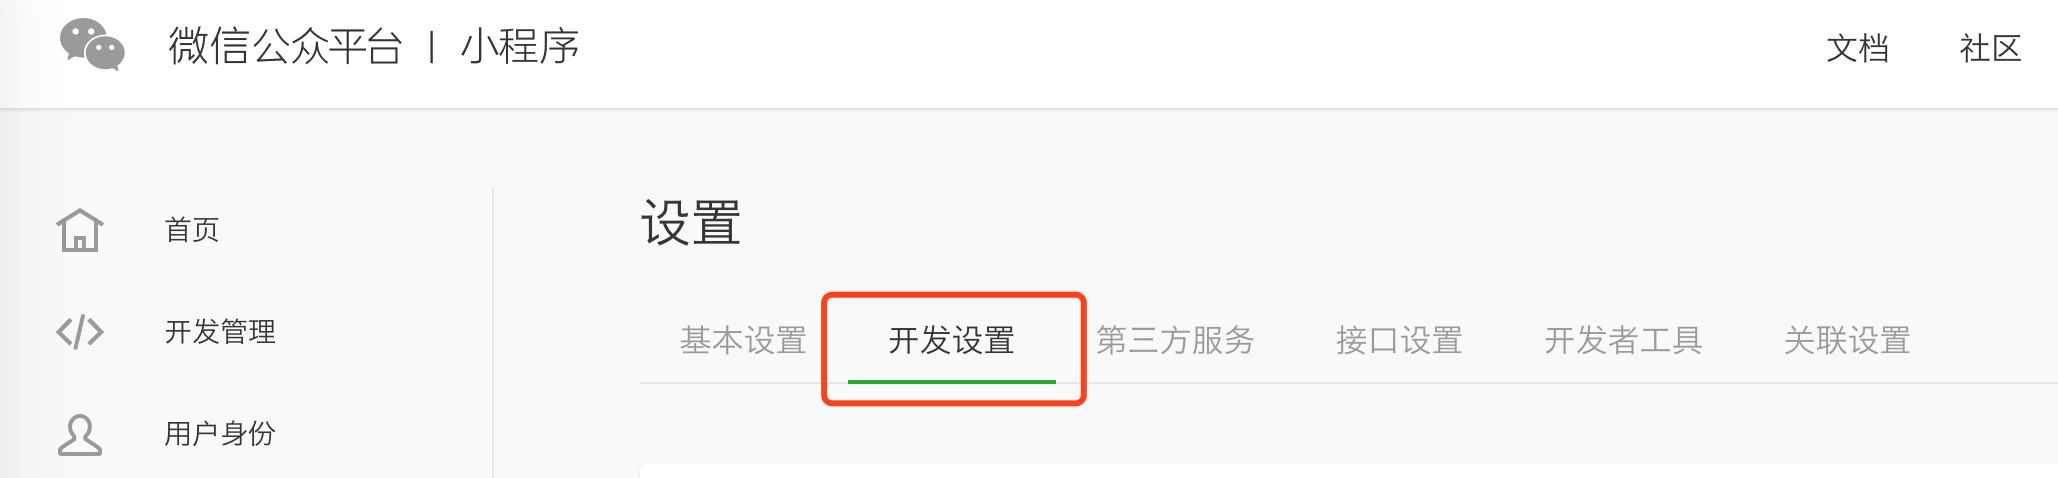 微信公众平台 | 小程序
文档 社区
首页
开发管理
用户身份
设置
基本设置 开发设置 第三方服务 接口设置 开发者工具 关联设置